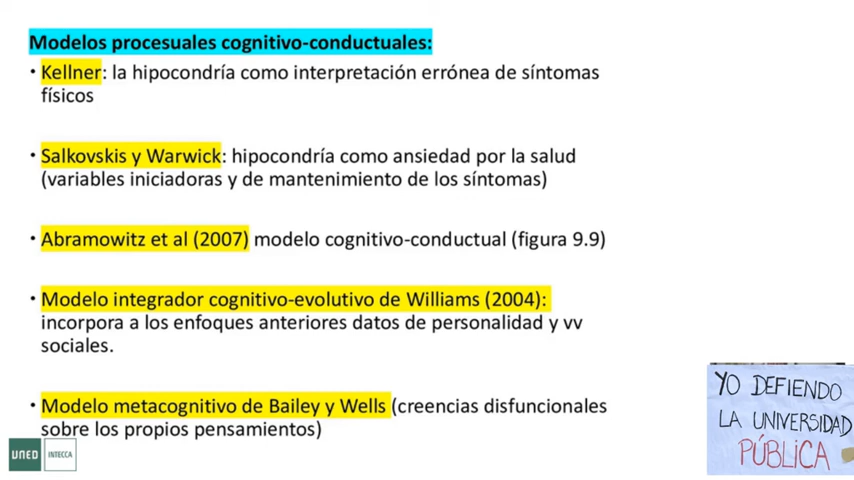 Modelos procesuales cognitivo-conductuales:
• Kellner: la hipocondría como interpretación errónea de síntomas
físicos
• Salkovskis y Warwick: hipocondría como ansiedad por la salud
(variables iniciadoras y de mantenimiento de los síntomas)
• Abramowitz et al (2007) modelo cognitivo-conductual (figura 9.9)
• Modelo integrador cognitivo-evolutivo de Williams (2004):
incorpora a los enfoques anteriores datos de personalidad y vv
sociales.
• Modelo metacognitivo de Bailey y Wells (creencias disfuncionales
sobre los propios pensamientos)
UNED INTECCA
YO DEFIENDO
LA UNIVERSIDAD
PÚBLICA